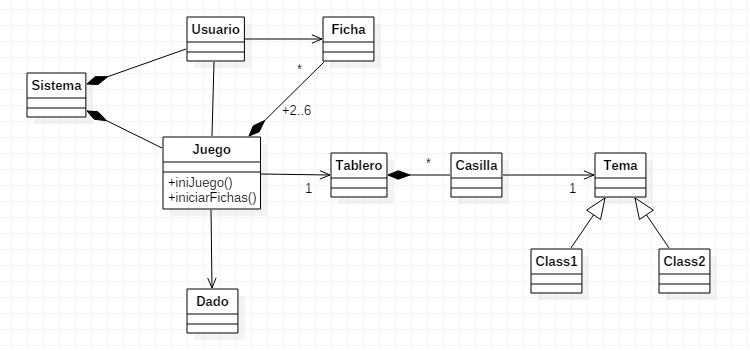 Usuario
Ficha
*
Sistema
+2..6
Juego
+iniJuego()
+iniciarFichas()
1
Tablero
*
Casilla
1
Tema
Class1
Class2
Dado